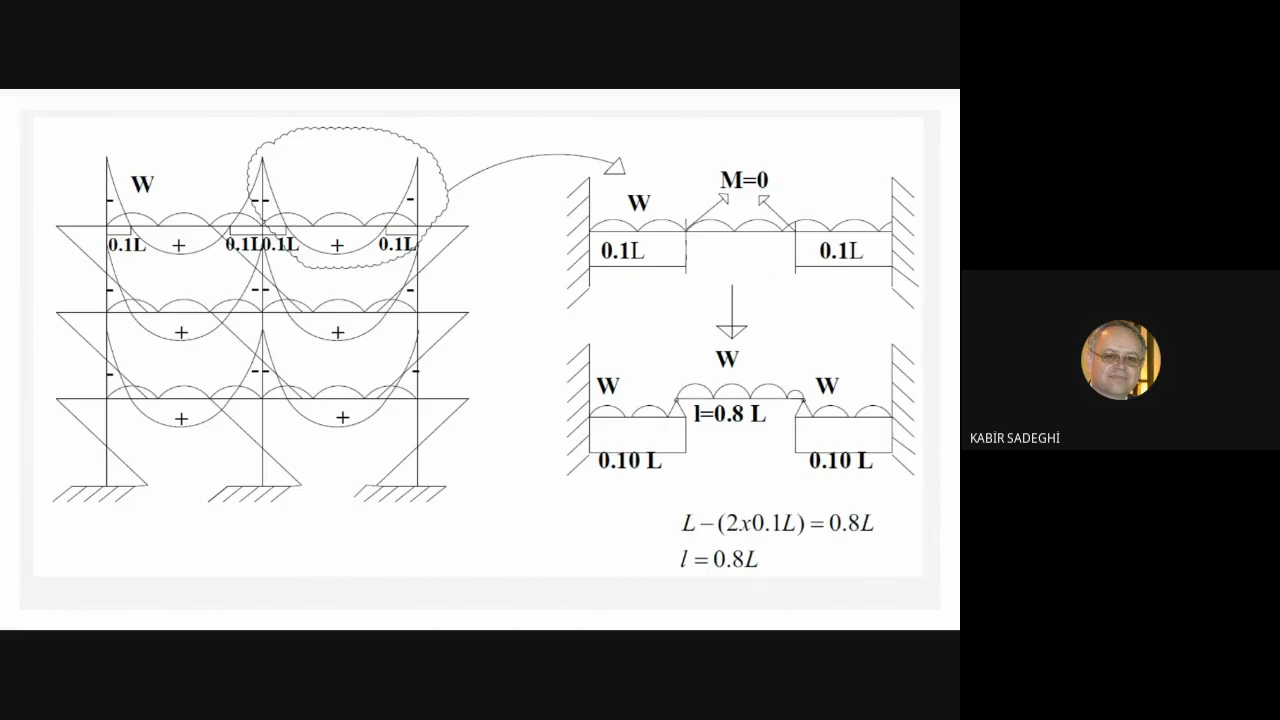 W
- -- -
0.1L + 0.1L 0.1L + 0.1L
- -- -
+ +
- -- -
+ +
M=0
W
0.1L 0.1L
W
W W
l=0.8 L
0.10 L 0.10 L
L−(2x0.1L)=0.8L
l=0.8L
KABİR SADEGHİ